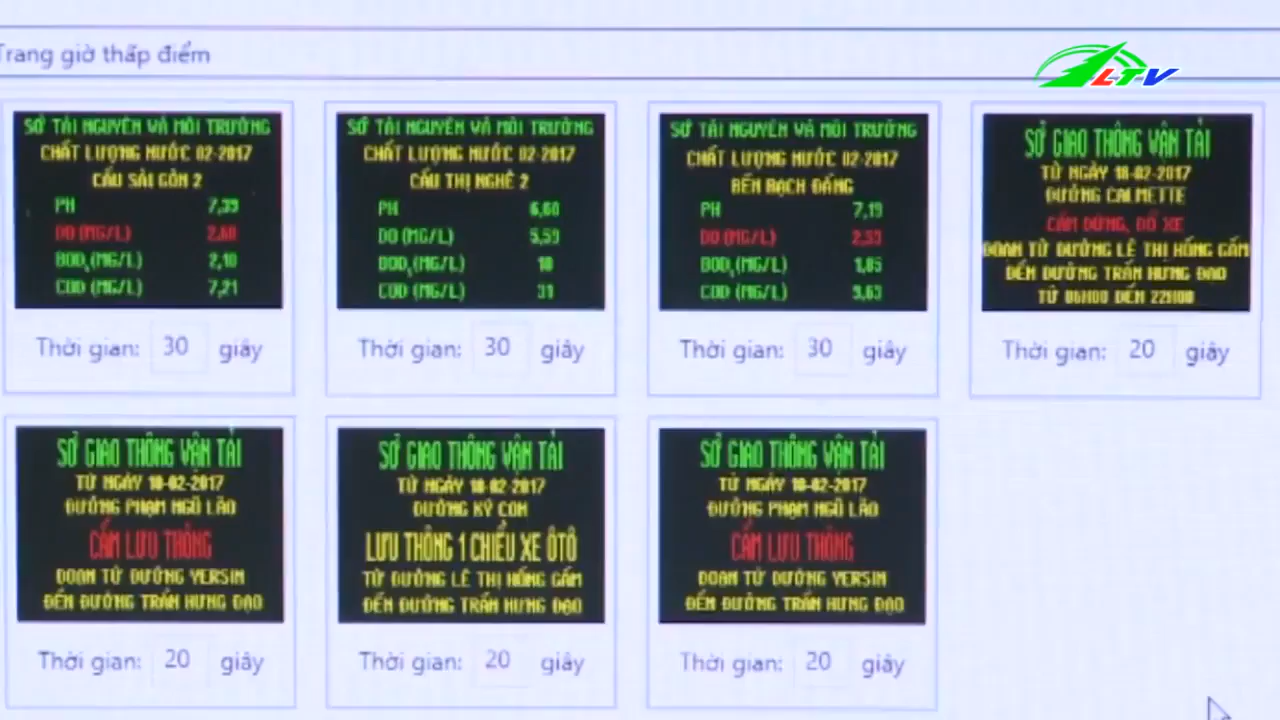 Trang giờ thấp điểm
LTV
SỞ TÀI NGUYÊN VÀ MÔI TRƯỜNG
CHẤT LƯỢNG NƯỚC 02-2017
CẦU SÀI GÒN 2
PH 7,39
DO (MG/L) 2,60
BOD₅(MG/L) 2,10
COD (MG/L) 7,21
Thời gian: 30 giây
SỞ TÀI NGUYÊN VÀ MÔI TRƯỜNG
CHẤT LƯỢNG NƯỚC 02-2017
CẦU THỊ NGHÈ 2
PH 6,60
DO (MG/L) 5,59
BOD₅(MG/L) 10
COD (MG/L) 31
Thời gian: 30 giây
SỞ TÀI NGUYÊN VÀ MÔI TRƯỜNG
CHẤT LƯỢNG NƯỚC 02-2017
BẾN BẠCH ĐẰNG
PH 7,19
DO (MG/L)
BOD₅(MG/L) 1,05
COD (MG/L) 3,63
Thời gian: 30 giây
SỞ GIAO THÔNG VẬN TẢI
TỪ NGÀY 18-02-2017
ĐƯỜNG CALMETTE
CẤM DỪNG, ĐỖ XE
ĐOẠN TỪ ĐƯỜNG LÊ THỊ HỒNG GẤM
ĐẾN ĐƯỜNG TRẦN HƯNG ĐẠO
TỪ 06H00 ĐẾN 22H00
Thời gian: 20 giây
SỞ GIAO THÔNG VẬN TẢI
TỪ NGÀY 18-02-2017
ĐƯỜNG PHẠM NGŨ LÃO
CẤM LƯU THÔNG
ĐOẠN TỪ ĐƯỜNG YERSIN
ĐẾN ĐƯỜNG TRẦN HƯNG ĐẠO
Thời gian: 20 giây
SỞ GIAO THÔNG VẬN TẢI
TỪ NGÀY 18-02-2017
ĐƯỜNG KÝ CON
LƯU THÔNG 1 CHIỀU XE ÔTÔ
TỪ ĐƯỜNG LÊ THỊ HỒNG GẤM
ĐẾN ĐƯỜNG TRẦN HƯNG ĐẠO
Thời gian: 20 giây
SỞ GIAO THÔNG VẬN TẢI
TỪ NGÀY 18-02-2017
ĐƯỜNG PHẠM NGŨ LÃO
CẤM LƯU THÔNG
ĐOẠN TỪ ĐƯỜNG YERSIN
ĐẾN ĐƯỜNG TRẦN HƯNG ĐẠO
Thời gian: 20 giây